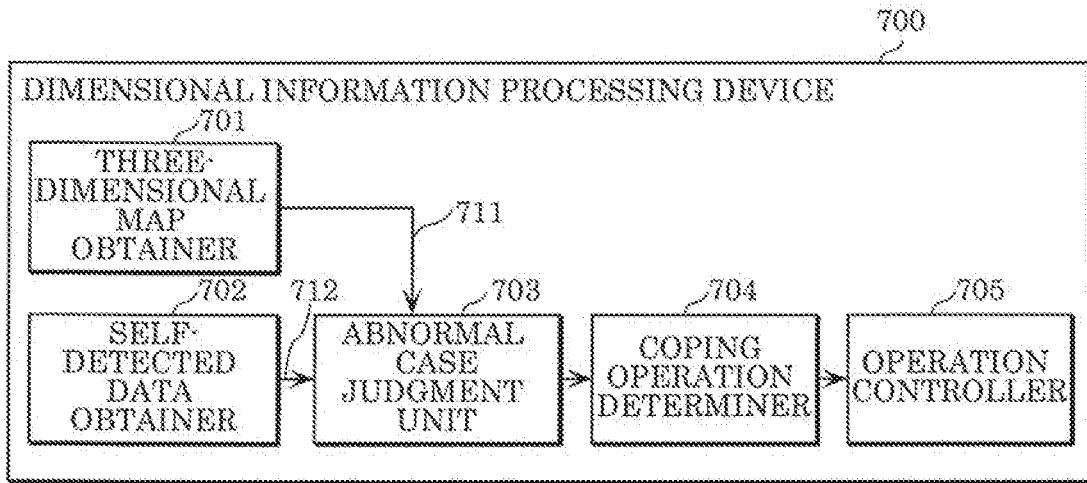 700
DIMENSIONAL INFORMATION PROCESSING DEVICE
701
THREE-
DIMENSIONAL
MAP
OBTAINER
711
702
SELF-
DETECTED
DATA
OBTAINER
712
703
ABNORMAL
CASE
JUDGMENT
UNIT
704
COPING
OPERATION
DETERMINER
705
OPERATION
CONTROLLER